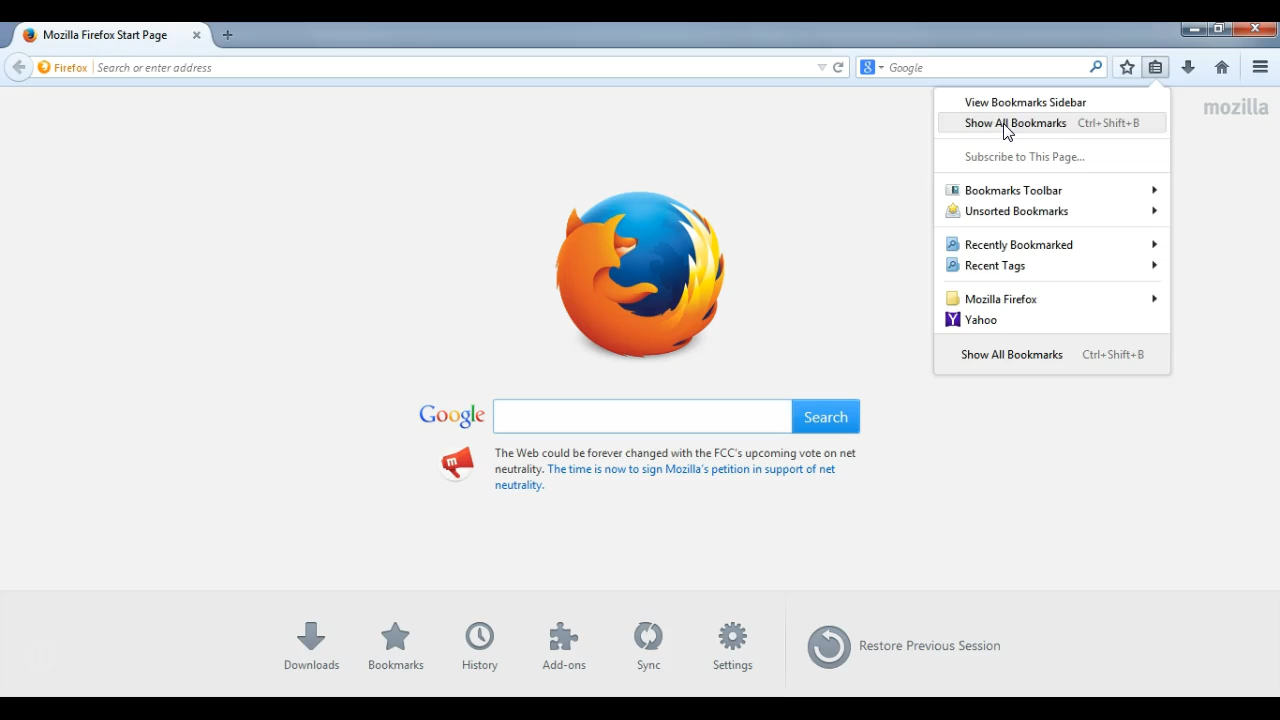 Mozilla Firefox Start Page
Firefox Search or enter address
Google
View Bookmarks Sidebar
Show All Bookmarks Ctrl+Shift+B
Subscribe to This Page...
Bookmarks Toolbar
Unsorted Bookmarks
Recently Bookmarked
Recent Tags
Mozilla Firefox
Yahoo
Show All Bookmarks Ctrl+Shift+B
mozilla
Google
Search
The Web could be forever changed with the FCC's upcoming vote on net
neutrality. The time is now to sign Mozilla's petition in support of net
neutrality.
Downloads
Bookmarks
History
Add-ons
Sync
Settings
Restore Previous Session